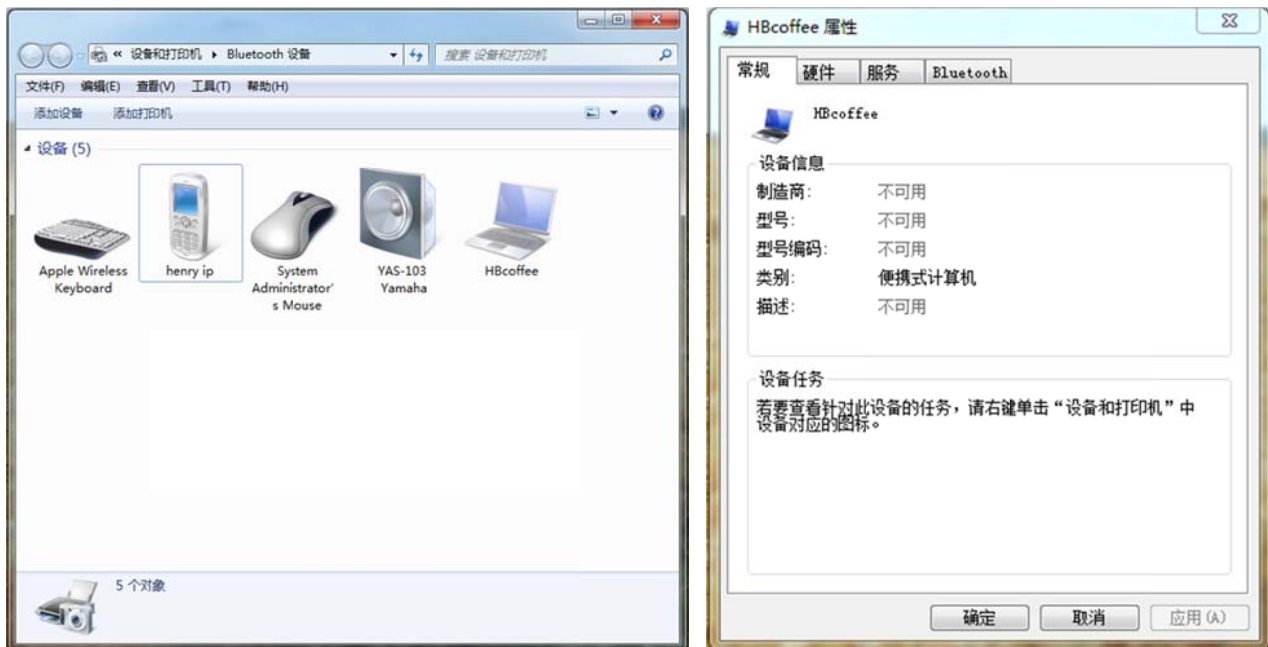 « 设备和打印机 ▸ Bluetooth 设备
搜索 设备和打印机
文件(F) 编辑(E) 查看(V) 工具(T) 帮助(H)
添加设备 添加打印机
设备 (5)
Apple Wireless
Keyboard
henry ip
System
Administrator'
s Mouse
YAS-103
Yamaha
HBcoffee
5 个对象
HBcoffee 属性
常规 硬件 服务 Bluetooth
HBcoffee
设备信息
制造商: 不可用
型号: 不可用
型号编码: 不可用
类别: 便携式计算机
描述: 不可用
设备任务
若要查看针对此设备的任务，请右键单击“设备和打印机”中
设备对应的图标。
确定 取消 应用(A)